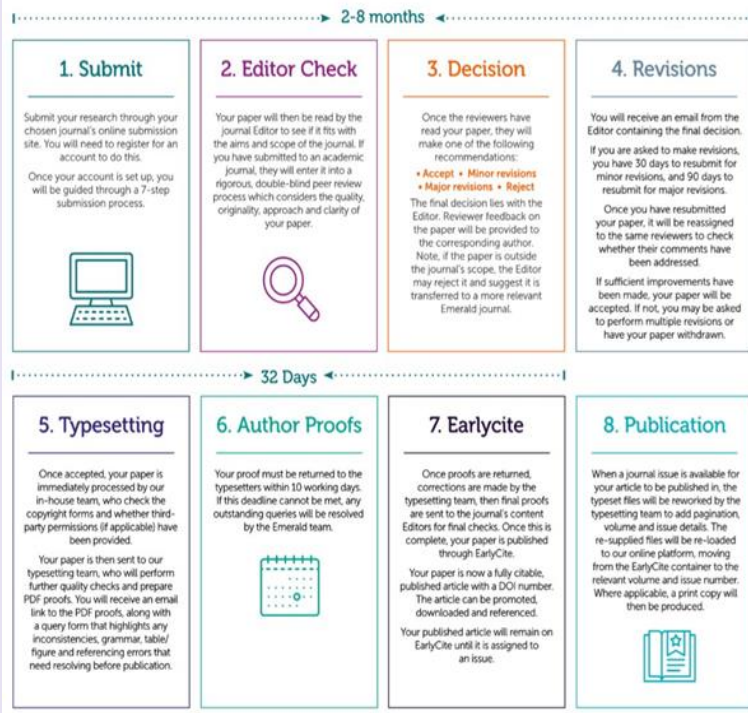 2-8 months
1. Submit
Submit your research through your
chosen journal's online submission
site. You will need to register for an
account to do this.
Once your account is set up, you
will be guided through a 7-step
submission process.
2. Editor Check
Your paper will then be read by the
journal Editor to see if it fits with
the aims and scope of the journal. If
you have submitted to an academic
journal, they will enter it into a
rigorous, double-blind peer review
process which considers the quality,
originality, approach and clarity of
your paper.
3. Decision
Once the reviewers have
read your paper, they will
make one of the following
recommendations:
• Accept • Minor revisions
• Major revisions • Reject
The final decision lies with the
Editor. Reviewer feedback on
the paper will be provided to
the corresponding author.
Note, if the paper is outside
the journal's scope, the Editor
may reject it and suggest it is
transferred to a more relevant
Emerald journal.
4. Revisions
You will receive an email from the
Editor containing the final decision.
If you are asked to make revisions,
you have 30 days to resubmit for
minor revisions, and 90 days to
resubmit for major revisions.
Once you have resubmitted
your paper, it will be reassigned
to the same reviewers to check
whether their comments have
been addressed.
If sufficient improvements have
been made, your paper will be
accepted. If not, you may be asked
to perform multiple revisions or
have your paper withdrawn.
32 Days
5. Typesetting
Once accepted, your paper is
immediately processed by our
in-house team, who check the
copyright forms and whether third-
party permissions (if applicable) have
been provided.
Your paper is then sent to our
typesetting team, who will perform
further quality checks and prepare
PDF proofs. You will receive an email
link to the PDF proofs, along with
a query form that highlights any
inconsistencies, grammar, table/
figure and referencing errors that
need resolving before publication.
6. Author Proofs
Your proof must be returned to the
typesetters within 10 working days.
If this deadline cannot be met, any
outstanding queries will be resolved
by the Emerald team.
7. Earlycite
Once proofs are returned,
corrections are made by the
typesetting team, then final proofs
are sent to the journal's content
Editors for final checks. Once this is
complete, your paper is published
through EarlyCite.
Your paper is now a fully citable,
published article with a DOI number.
The article can be promoted,
downloaded and referenced.
Your published article will remain on
EarlyCite until it is assigned to
an issue.
8. Publication
When a journal issue is available for
your article to be published in, the
typeset files will be reworked by the
typesetting team to add pagination,
volume and issue details. The
re-supplied files will be re-loaded
to our online platform, moving
from the EarlyCite container to the
relevant volume and issue number.
Where applicable, a print copy will
then be produced.